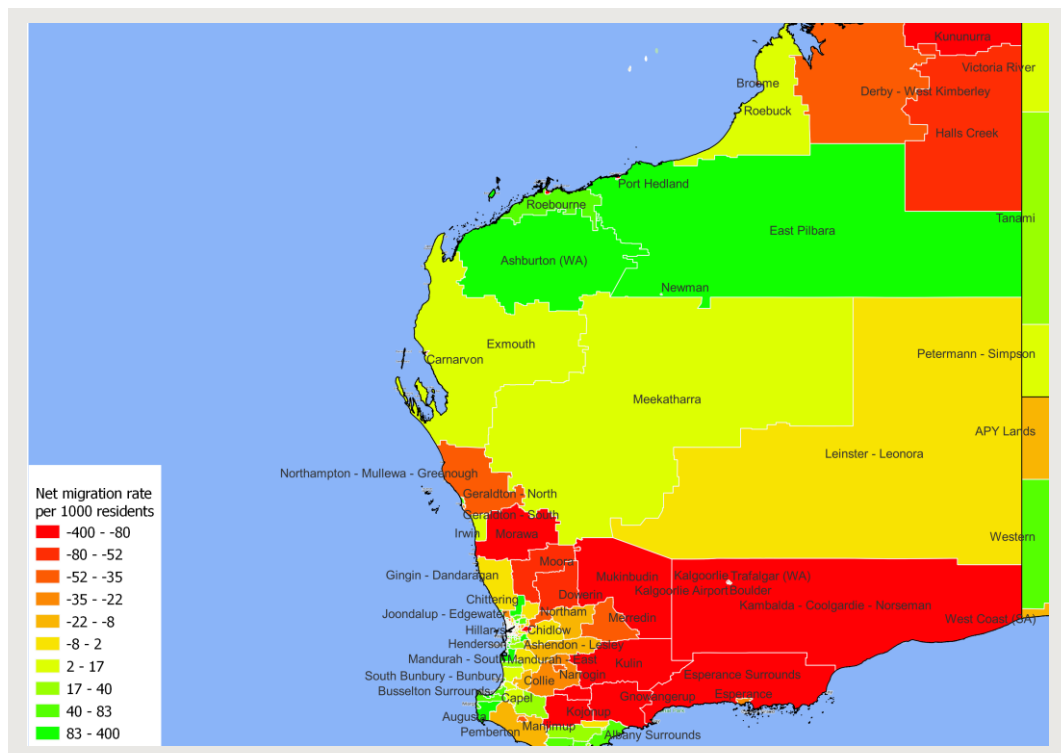 Kununurra
Victoria River
Broome
Derby - West Kimberley
Roebuck
Halls Creek
Port Hedland
Roebourne
Tanami
East Pilbara
Ashburton (WA)
Newman
Exmouth
Carnarvon
Petermann - Simpson
Meekatharra
APY Lands
Leinster - Leonora
Northampton - Mullewa - Greenough
Geraldton - North
Geraldton - South
Irwin
Morawa
Western
Moora
Gingin - Dandaragan
Mukinbudin
Kalgoorlie Trafalgar (WA)
Kalgoorlie Airport
Boulder
Dowerin
Chittering
Kambalda - Coolgardie - Norseman
Joondalup - Edgewater
Northam
Merredin
West Coast (SA)
Hillarys
Chidlow
Henderson
Ashendon - Lesley
Mandurah - South
Mandurah - East
Kulin
South Bunbury - Bunbury
Collie
Narrogin
Esperance Surrounds
Busselton Surrounds
Capel
Gnowangerup
Esperance
Augusta
Kojonup
Pemberton
Manjimup
Albany Surrounds
Net migration rate
per 1000 residents
-400 - -80
-80 - -52
-52 - -35
-35 - -22
-22 - -8
-8 - 2
2 - 17
17 - 40
40 - 83
83 - 400